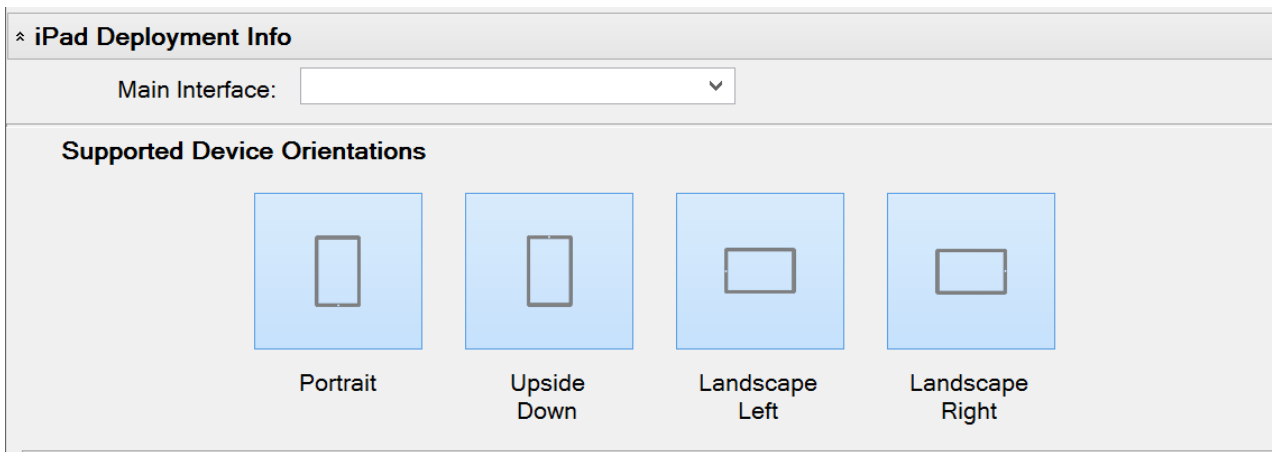 iPad Deployment Info
Main Interface:
Supported Device Orientations
Portrait
Upside
Down
Landscape
Left
Landscape
Right